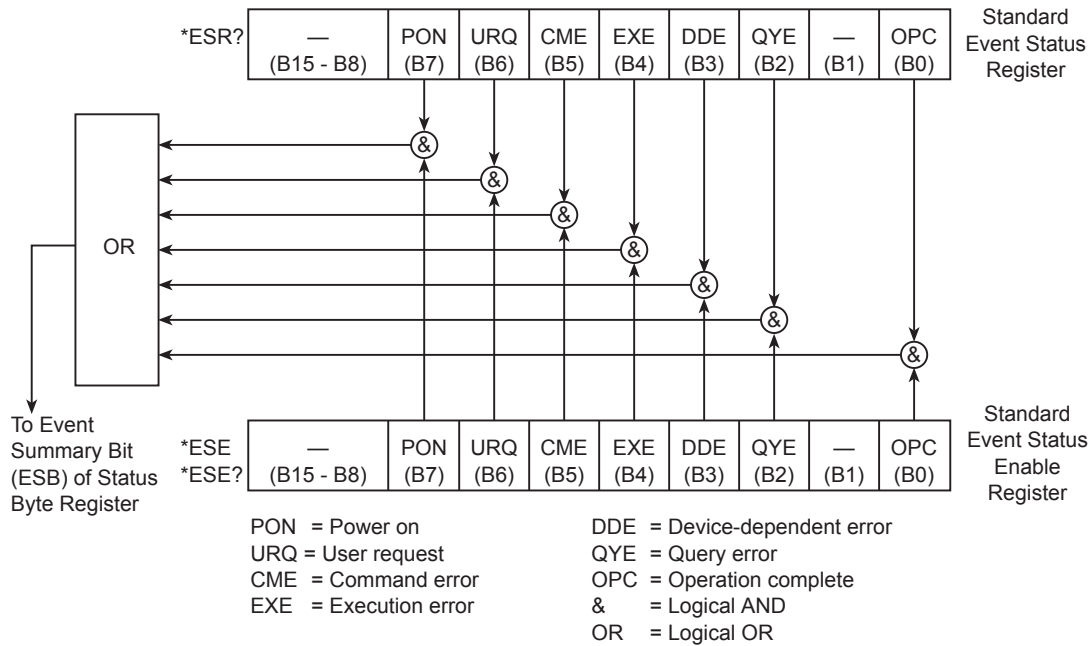 *ESR?
— PON URQ CME EXE DDE QYE — OPC
(B15 - B8) (B7) (B6) (B5) (B4) (B3) (B2) (B1) (B0)
Standard
Event Status
Register
&
&
&
OR
&
&
&
&
To Event
Summary Bit
(ESB) of Status
Byte Register
*ESE
*ESE?
— PON URQ CME EXE DDE QYE — OPC
(B15 - B8) (B7) (B6) (B5) (B4) (B3) (B2) (B1) (B0)
Standard
Event Status
Enable
Register
PON = Power on
URQ = User request
CME = Command error
EXE = Execution error
DDE = Device-dependent error
QYE = Query error
OPC = Operation complete
& = Logical AND
OR = Logical OR